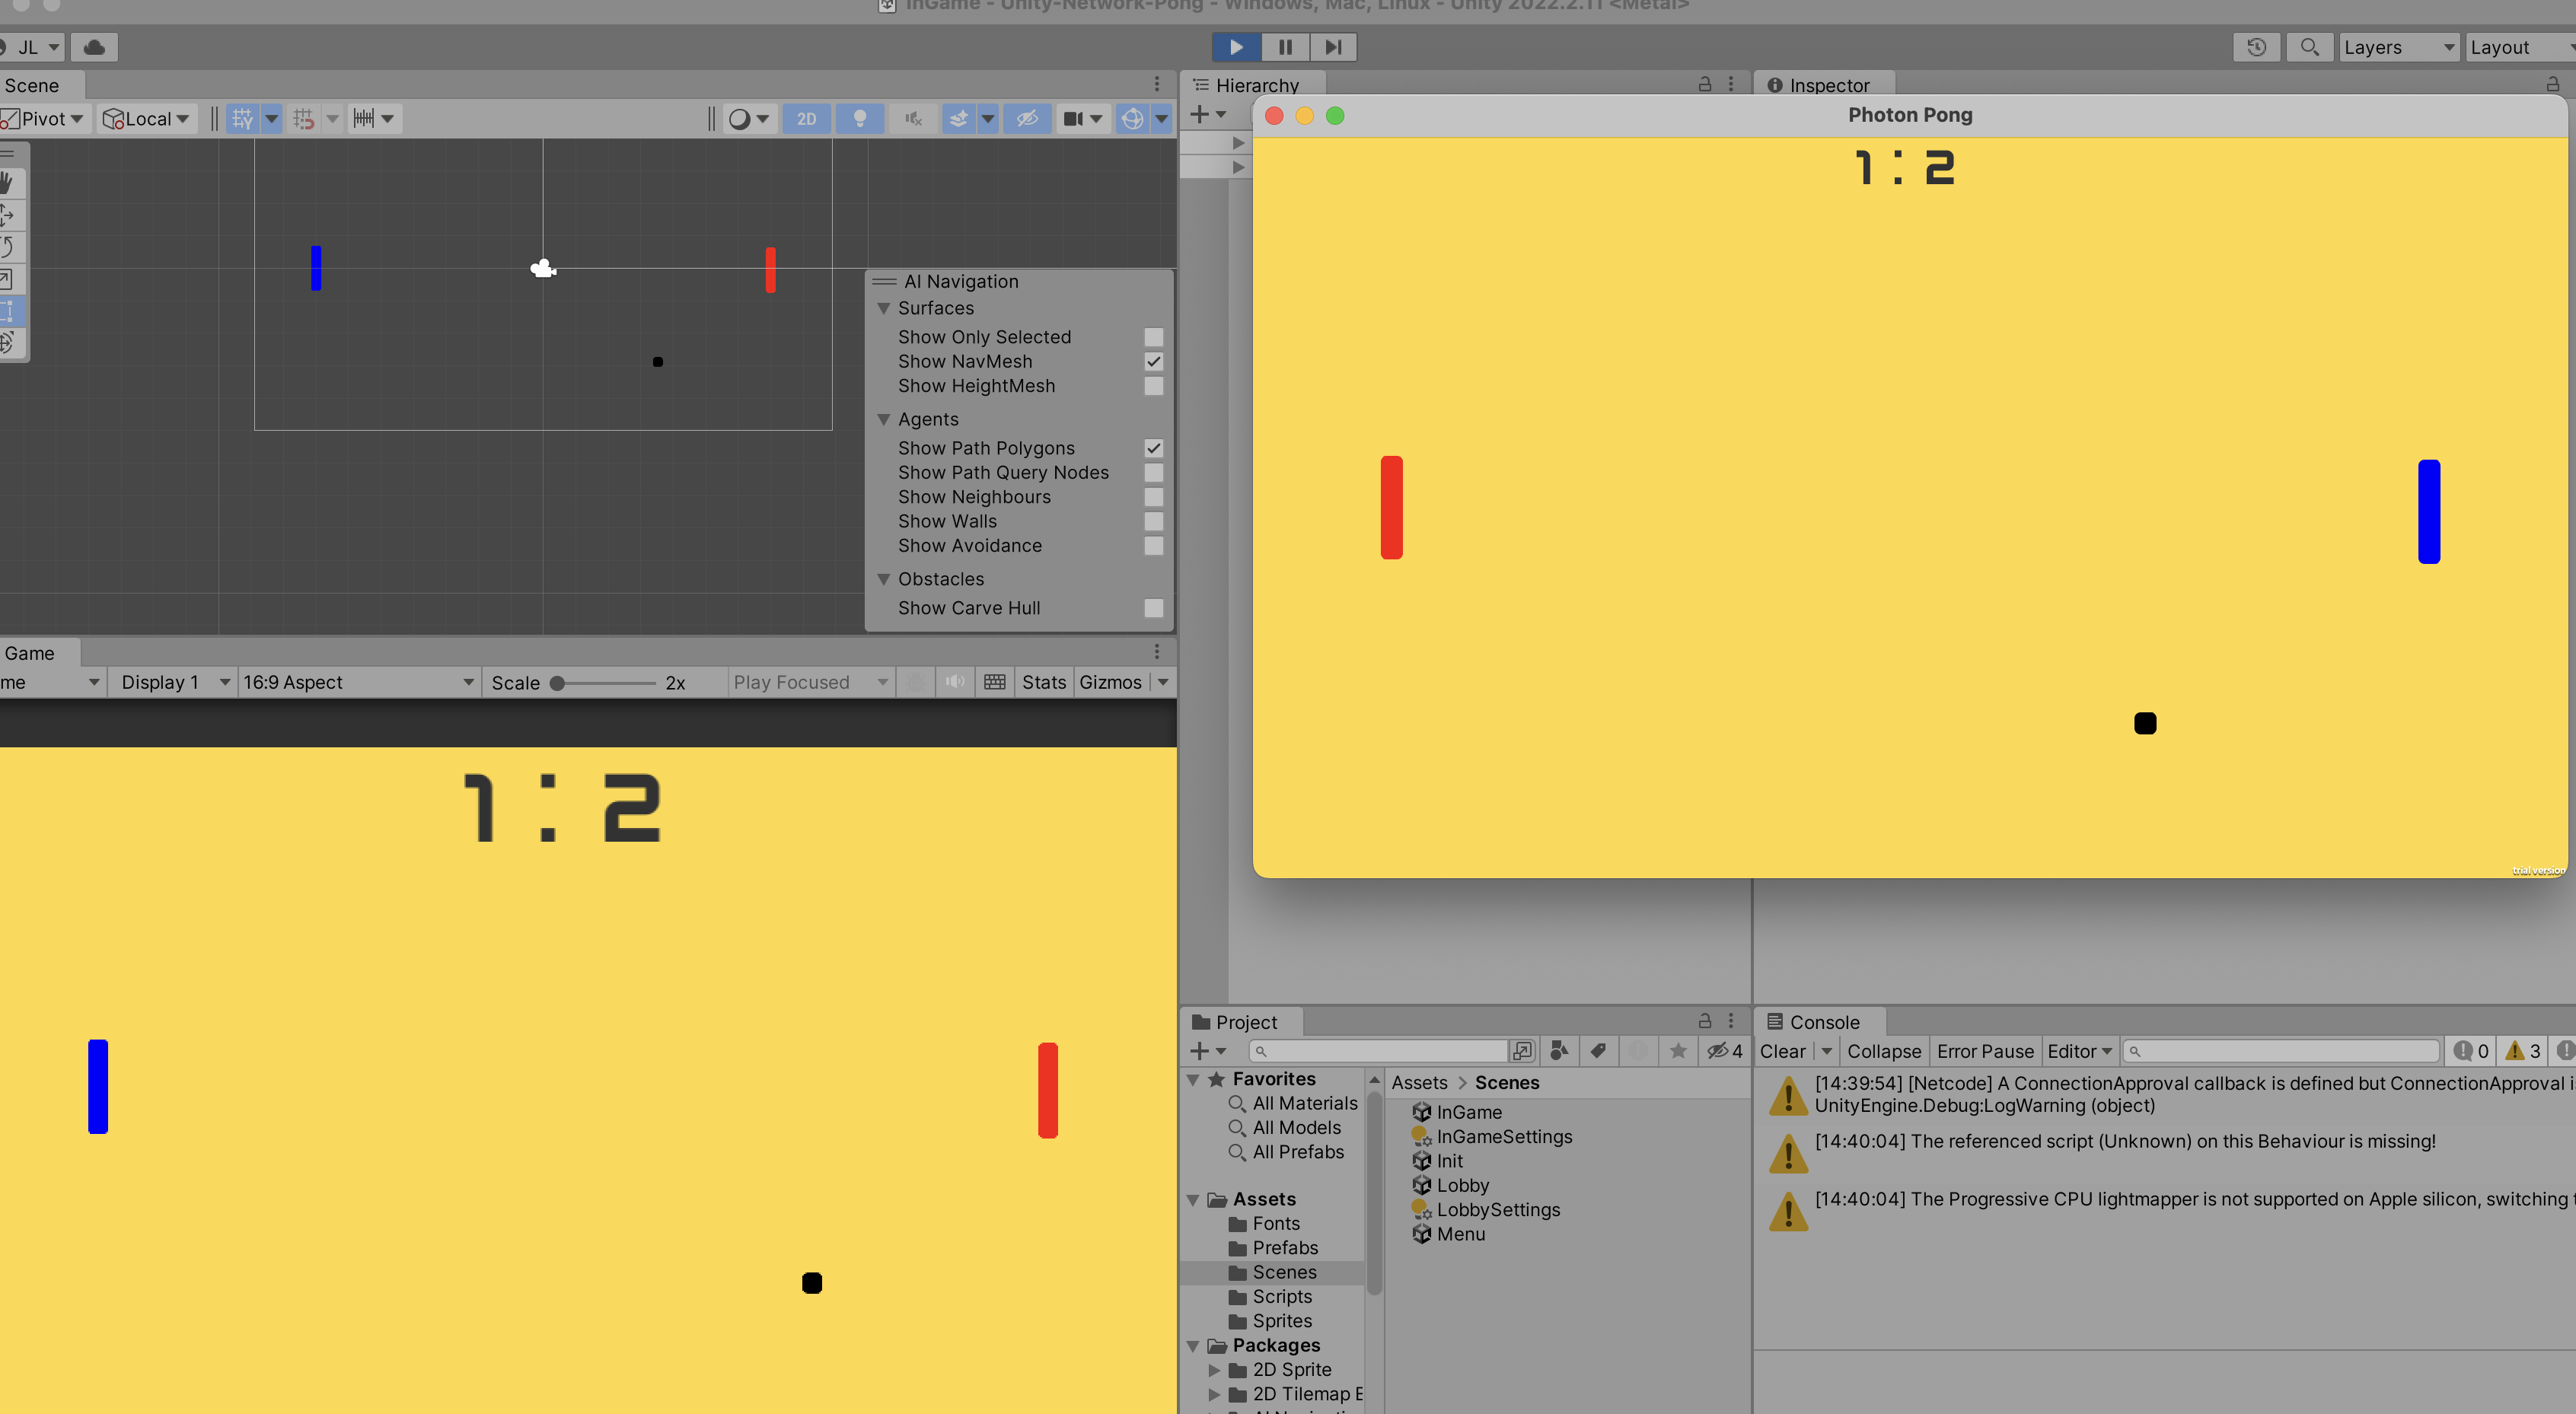 InGame - Unity-Network-Pong - Windows, Mac, Linux - Unity 2022.2.11 <Metal>
JL
Layers
Layout
Scene
Hierarchy
Inspector
Pivot
Local
2D
Photon Pong
1 : 2
AI Navigation
Surfaces
Show Only Selected
Show NavMesh
Show HeightMesh
Agents
Show Path Polygons
Show Path Query Nodes
Show Neighbours
Show Walls
Show Avoidance
Obstacles
Show Carve Hull
trial version
Game
me
Display 1
16:9 Aspect
Scale
2x
Play Focused
Stats
Gizmos
1 : 2
Project
4
Favorites
All Materials
All Models
All Prefabs
Assets
Fonts
Prefabs
Scenes
Scripts
Sprites
Packages
2D Sprite
2D Tilemap E
Assets > Scenes
InGame
InGameSettings
Init
Lobby
LobbySettings
Menu
Console
Clear
Collapse
Error Pause
Editor
0
3
[14:39:54] [Netcode] A ConnectionApproval callback is defined but ConnectionApproval i
UnityEngine.Debug:LogWarning (object)
[14:40:04] The referenced script (Unknown) on this Behaviour is missing!
[14:40:04] The Progressive CPU lightmapper is not supported on Apple silicon, switching